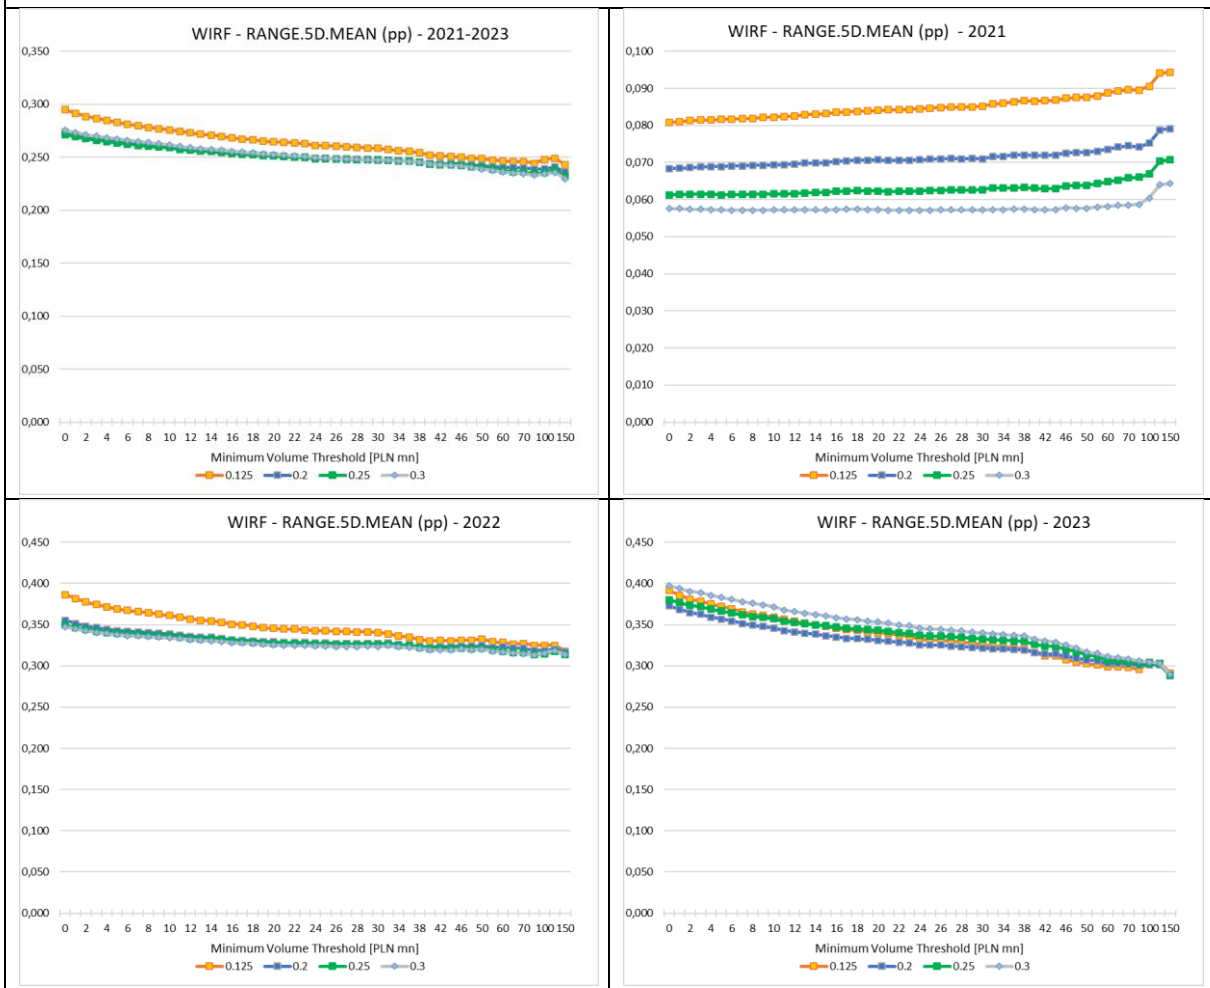 WIRF - RANGE.5D.MEAN (pp) - 2021-2023
0,350
0,300
0,250
0,200
0,150
0,100
0,050
0,000
0 2 4 6 8 10 12 14 16 18 20 22 24 26 28 30 34 38 42 46 50 60 70 100 150
Minimum Volume Threshold [PLN mn]
0.125 0.2 0.25 0.3
WIRF - RANGE.5D.MEAN (pp) - 2021
0,100
0,090
0,080
0,070
0,060
0,050
0,040
0,030
0,020
0,010
0,000
0 2 4 6 8 10 12 14 16 18 20 22 24 26 28 30 34 38 42 46 50 60 70 100 150
Minimum Volume Threshold [PLN mn]
0.125 0.2 0.25 0.3
WIRF - RANGE.5D.MEAN (pp) - 2022
0,450
0,400
0,350
0,300
0,250
0,200
0,150
0,100
0,050
0,000
0 2 4 6 8 10 12 14 16 18 20 22 24 26 28 30 34 38 42 46 50 60 70 100 150
Minimum Volume Threshold [PLN mn]
0.125 0.2 0.25 0.3
WIRF - RANGE.5D.MEAN (pp) - 2023
0,450
0,400
0,350
0,300
0,250
0,200
0,150
0,100
0,050
0,000
0 2 4 6 8 10 12 14 16 18 20 22 24 26 28 30 34 38 42 46 50 60 70 100 150
Minimum Volume Threshold [PLN mn]
0.125 0.2 0.25 0.3